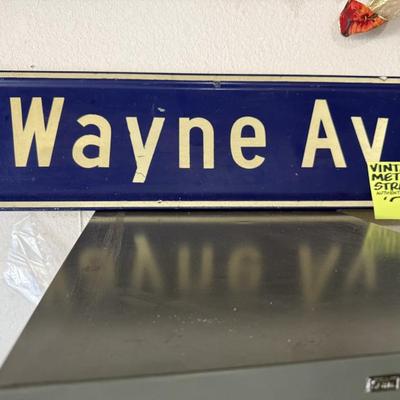 Wayne Av
VINT
MET
STR